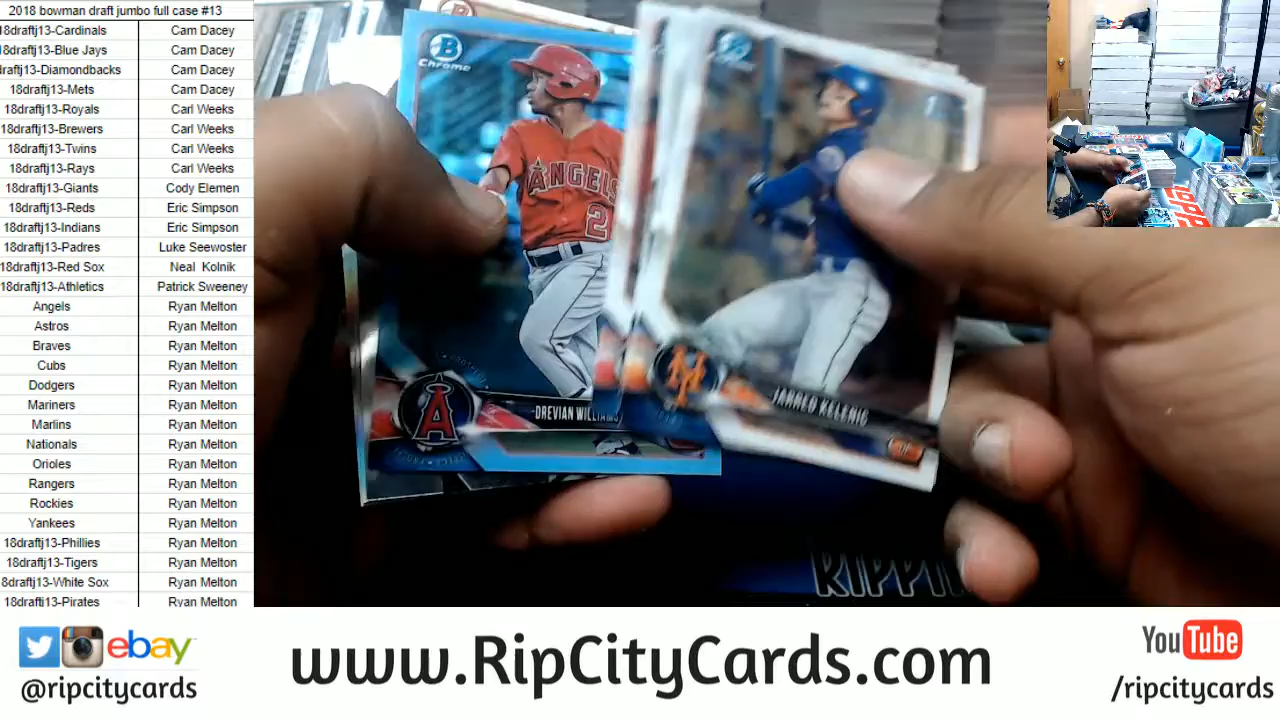 2018 bowman draft jumbo full case #13
18draftj13-Cardinals Cam Dacey
18draftj13-Blue Jays Cam Dacey
draftj13-Diamondbacks Cam Dacey
18draftj13-Mets Cam Dacey
18draftj13-Royals Carl Weeks
18draftj13-Brewers Carl Weeks
18draftj13-Twins Carl Weeks
18draftj13-Rays Carl Weeks
18draftj13-Giants Cody Elemen
18draftj13-Reds Eric Simpson
18draftj13-Indians Eric Simpson
18draftj13-Padres Luke Seewoster
18draftj13-Red Sox Neal Kolnik
18draftj13-Athletics Patrick Sweeney
Angels Ryan Melton
Astros Ryan Melton
Braves Ryan Melton
Cubs Ryan Melton
Dodgers Ryan Melton
Mariners Ryan Melton
Marlins Ryan Melton
Nationals Ryan Melton
Orioles Ryan Melton
Rangers Ryan Melton
Rockies Ryan Melton
Yankees Ryan Melton
18draftj13-Phillies Ryan Melton
18draftj13-Tigers Ryan Melton
8draftj13-White Sox Ryan Melton
18draftj13-Pirates Ryan Melton
B
Chrome
ANGELS
2
A
DREVIAN WILLIAMS
JARRED KELENIC
RIPPI
TOPPS
ebay
@ripcitycards
www.RipCityCards.com
YouTube
/ripcitycards